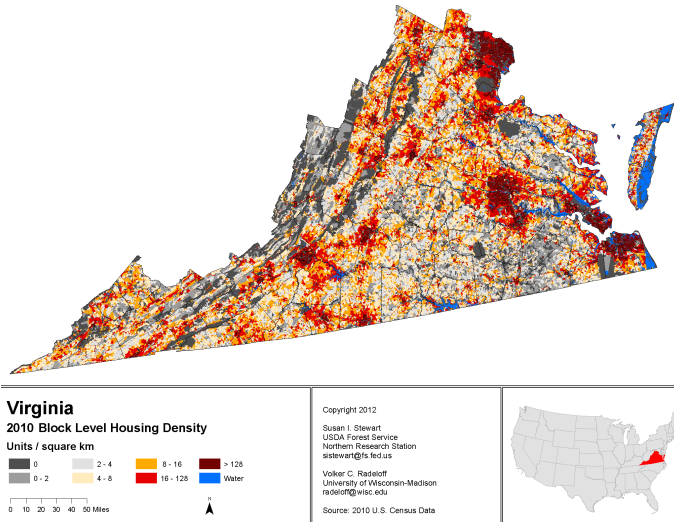 Virginia
2010 Block Level Housing Density
Units / square km
0
2 - 4
8 - 16
> 128
0 - 2
4 - 8
16 - 128
Water
0 10 20 30 40 50 Miles
N
Copyright 2012
Susan I. Stewart
USDA Forest Service
Northern Research Station
sistewart@fs.fed.us
Volker C. Radeloff
University of Wisconsin-Madison
radeloff@wisc.edu
Source: 2010 U.S. Census Data